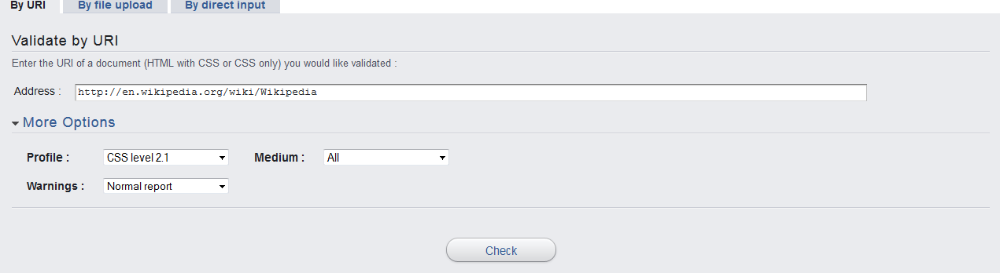 By URI By file upload By direct input
Validate by URI
Enter the URI of a document (HTML with CSS or CSS only) you would like validated :
Address : http://en.wikipedia.org/wiki/Wikipedia
More Options
Profile : CSS level 2.1 Medium : All
Warnings : Normal report
Check